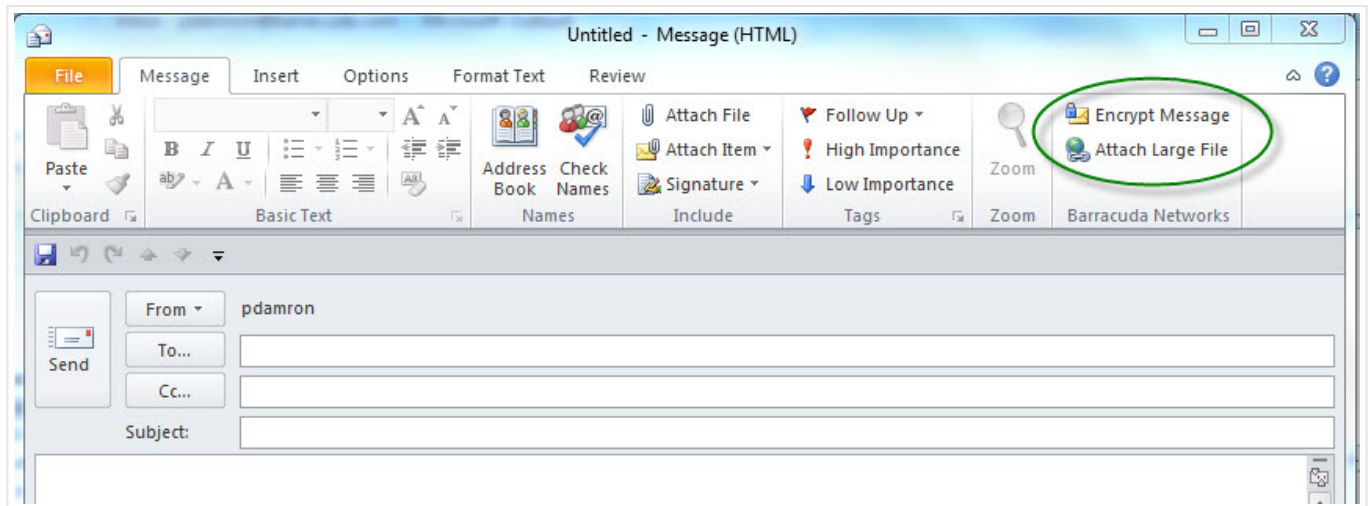 Untitled - Message (HTML)
File Message Insert Options Format Text Review
Paste
Clipboard
B I U
A A
ab A Aa
Basic Text
Address Book
Check Names
Names
Attach File
Attach Item
Signature
Include
Follow Up
High Importance
Low Importance
Tags
Zoom
Zoom
Encrypt Message
Attach Large File
Barracuda Networks
Send
From pdamron
To...
Cc...
Subject: